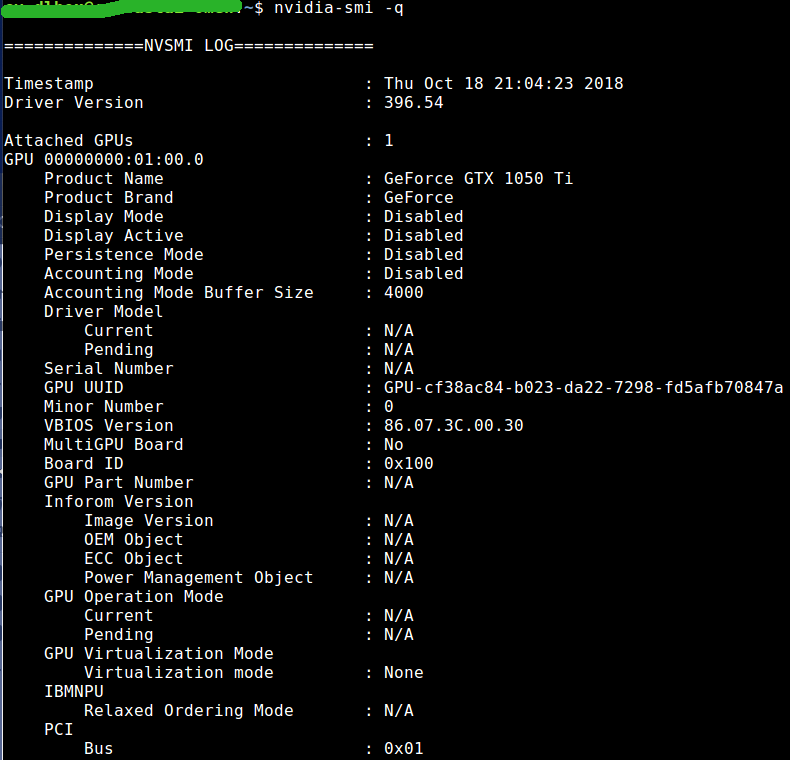 ~$ nvidia-smi -q
==============NVSMI LOG==============
Timestamp : Thu Oct 18 21:04:23 2018
Driver Version : 396.54
Attached GPUs : 1
GPU 00000000:01:00.0
Product Name : GeForce GTX 1050 Ti
Product Brand : GeForce
Display Mode : Disabled
Display Active : Disabled
Persistence Mode : Disabled
Accounting Mode : Disabled
Accounting Mode Buffer Size : 4000
Driver Model
Current : N/A
Pending : N/A
Serial Number : N/A
GPU UUID : GPU-cf38ac84-b023-da22-7298-fd5afb70847a
Minor Number : 0
VBIOS Version : 86.07.3C.00.30
MultiGPU Board : No
Board ID : 0x100
GPU Part Number : N/A
Inforom Version
Image Version : N/A
OEM Object : N/A
ECC Object : N/A
Power Management Object : N/A
GPU Operation Mode
Current : N/A
Pending : N/A
GPU Virtualization Mode
Virtualization mode : None
IBMNPU
Relaxed Ordering Mode : N/A
PCI
Bus : 0x01